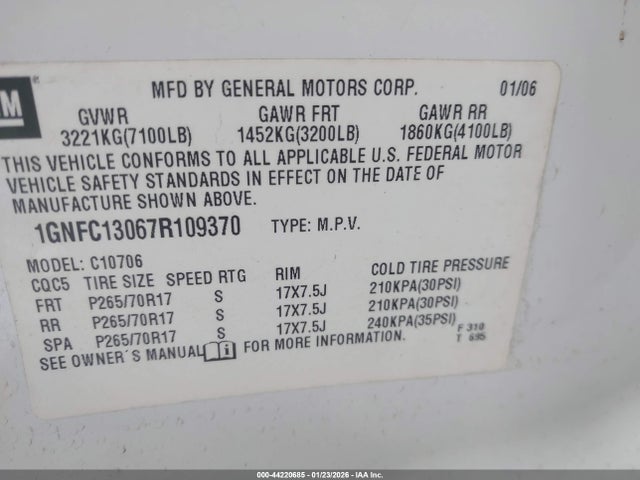 M ®
MFD BY GENERAL MOTORS CORP. 01/06
GVWR GAWR FRT GAWR RR
3221KG(7100LB) 1452KG(3200LB) 1860KG(4100LB)
THIS VEHICLE CONFORMS TO ALL APPLICABLE U.S. FEDERAL MOTOR
VEHICLE SAFETY STANDARDS IN EFFECT ON THE DATE OF
MANUFACTURE SHOWN ABOVE.
1GNFC13067R109370 TYPE: M.P.V.
MODEL: C10706
CQC5 TIRE SIZE SPEED RTG RIM COLD TIRE PRESSURE
FRT P265/70R17 S 17X7.5J 210KPA(30PSI)
RR P265/70R17 S 17X7.5J 210KPA(30PSI)
SPA P265/70R17 S 17X7.5J 240KPA(35PSI)
SEE OWNER'S MANUAL i FOR MORE INFORMATION.
F 310
T 695
000-44220685 - 01/23/2026 - IAA Inc.